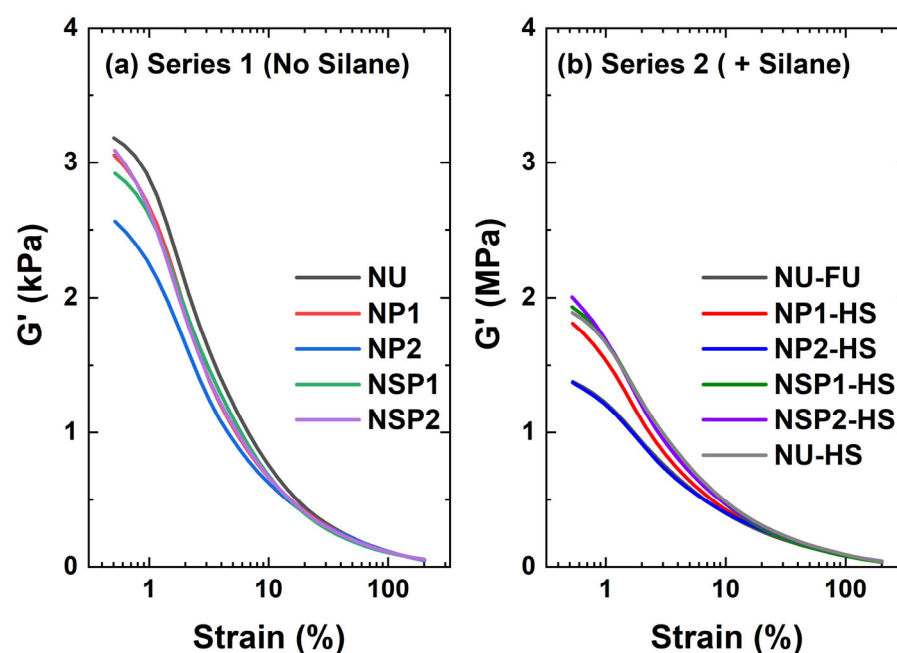 (a) Series 1 (No Silane)
G' (kPa)
4
3
2
1
0
NU
NP1
NP2
NSP1
NSP2
1 10 100
Strain (%)
(b) Series 2 ( + Silane)
G' (MPa)
4
3
2
1
0
NU-FU
NP1-HS
NP2-HS
NSP1-HS
NSP2-HS
NU-HS
1 10 100
Strain (%)